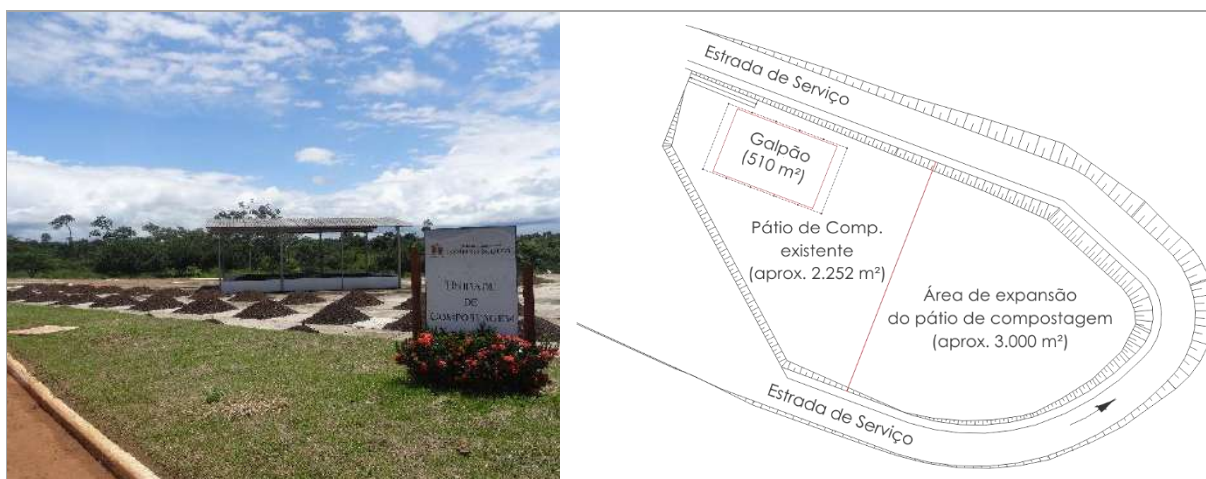 UNIDADE
DE
COMPOSTAGEM
Estrada de Serviço
Galpão
(510 m²)
Pátio de Comp.
existente
(aprox. 2.252 m²)
Área de expansão
do pátio de compostagem
(aprox. 3.000 m²)
Estrada de Serviço